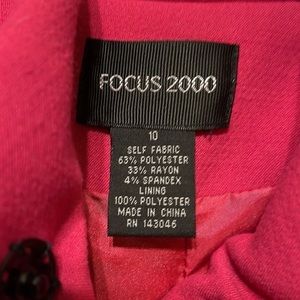 FOCUS 2000
10
SELF FABRIC
63% POLYESTER
33% RAYON
4% SPANDEX
LINING
100% POLYESTER
MADE IN CHINA
RN 143046